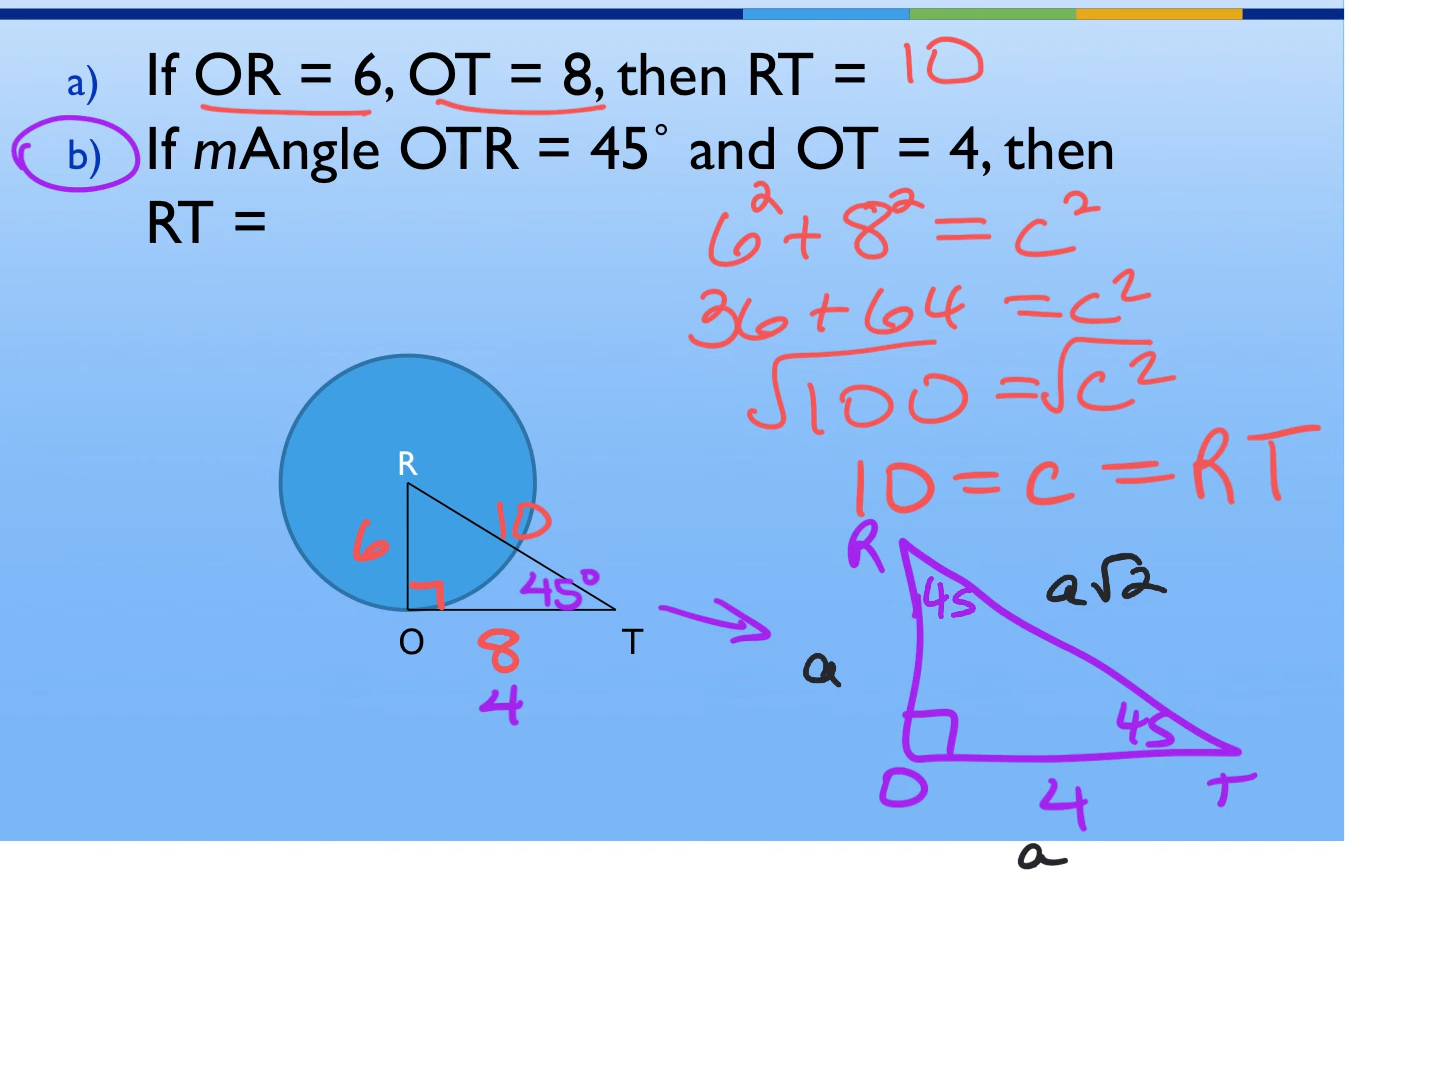 a) If OR = 6, OT = 8, then RT = 10
b) If mAngle OTR = 45° and OT = 4, then
RT =
6² + 8² = c²
36 + 64 = c²
√100 = √c²
10 = c = RT
R
6
10
45°
O
8
T
4
R
45
a√2
a
45
O
4
T
a